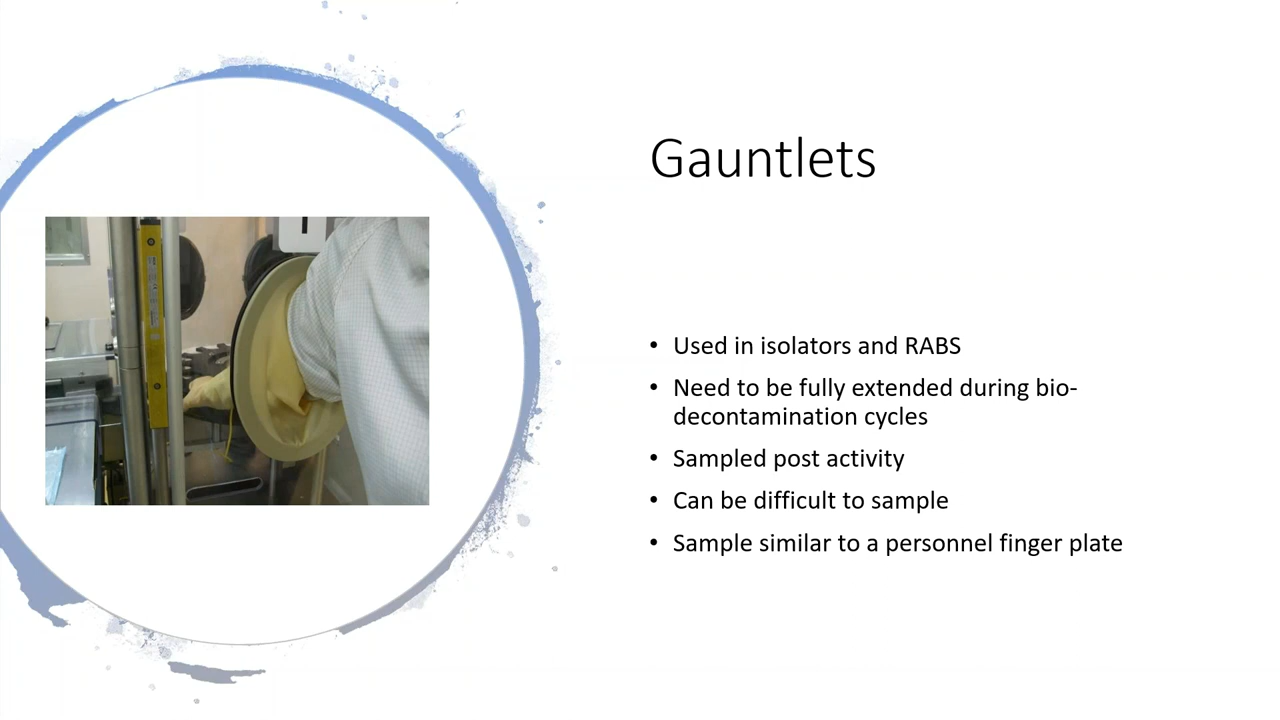 Gauntlets
• Used in isolators and RABS
• Need to be fully extended during bio-
decontamination cycles
• Sampled post activity
• Can be difficult to sample
• Sample similar to a personnel finger plate